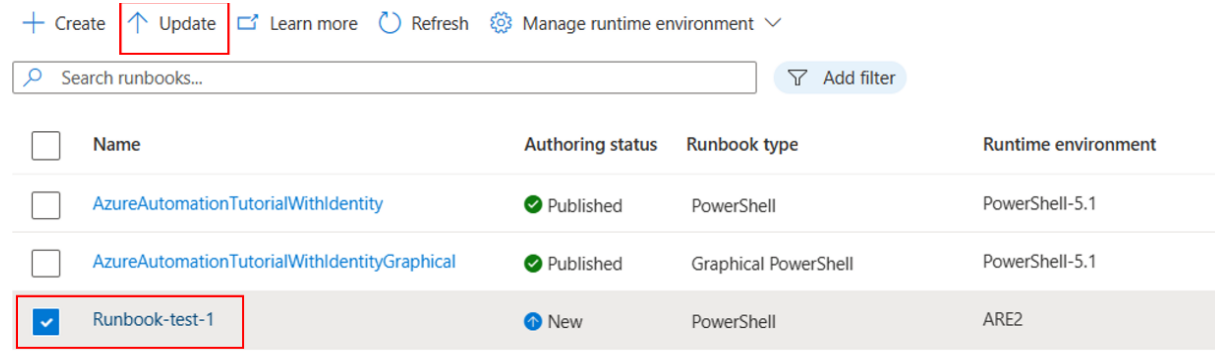 Create Update Learn more Refresh Manage runtime environment
Search runbooks... Add filter
Name Authoring status Runbook type Runtime environment
AzureAutomationTutorialWithIdentity Published PowerShell PowerShell-5.1
AzureAutomationTutorialWithIdentityGraphical Published Graphical PowerShell PowerShell-5.1
Runbook-test-1 New PowerShell ARE2